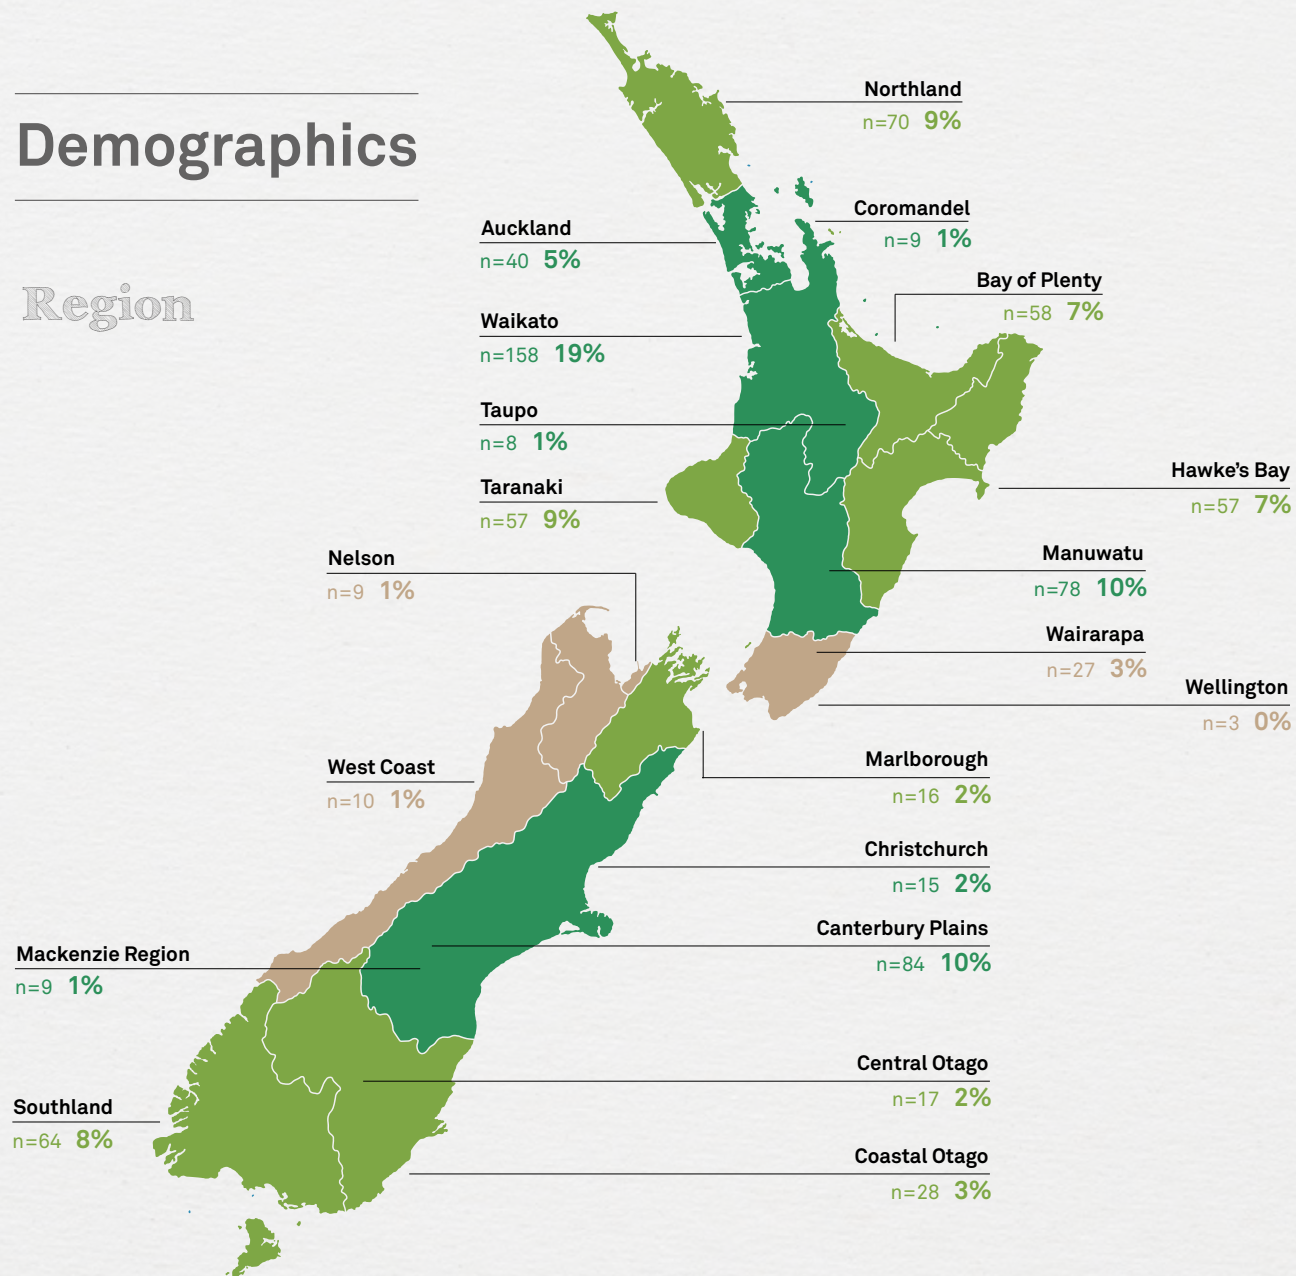 Demographics
Region
Northland
n=70 9%
Coromandel
n=9 1%
Auckland
n=40 5%
Bay of Plenty
n=58 7%
Waikato
n=158 19%
Taupo
n=8 1%
Hawke's Bay
n=57 7%
Taranaki
n=57 9%
Manuwatu
n=78 10%
Nelson
n=9 1%
Wairarapa
n=27 3%
Wellington
n=3 0%
Marlborough
n=16 2%
West Coast
n=10 1%
Christchurch
n=15 2%
Canterbury Plains
n=84 10%
Mackenzie Region
n=9 1%
Central Otago
n=17 2%
Southland
n=64 8%
Coastal Otago
n=28 3%